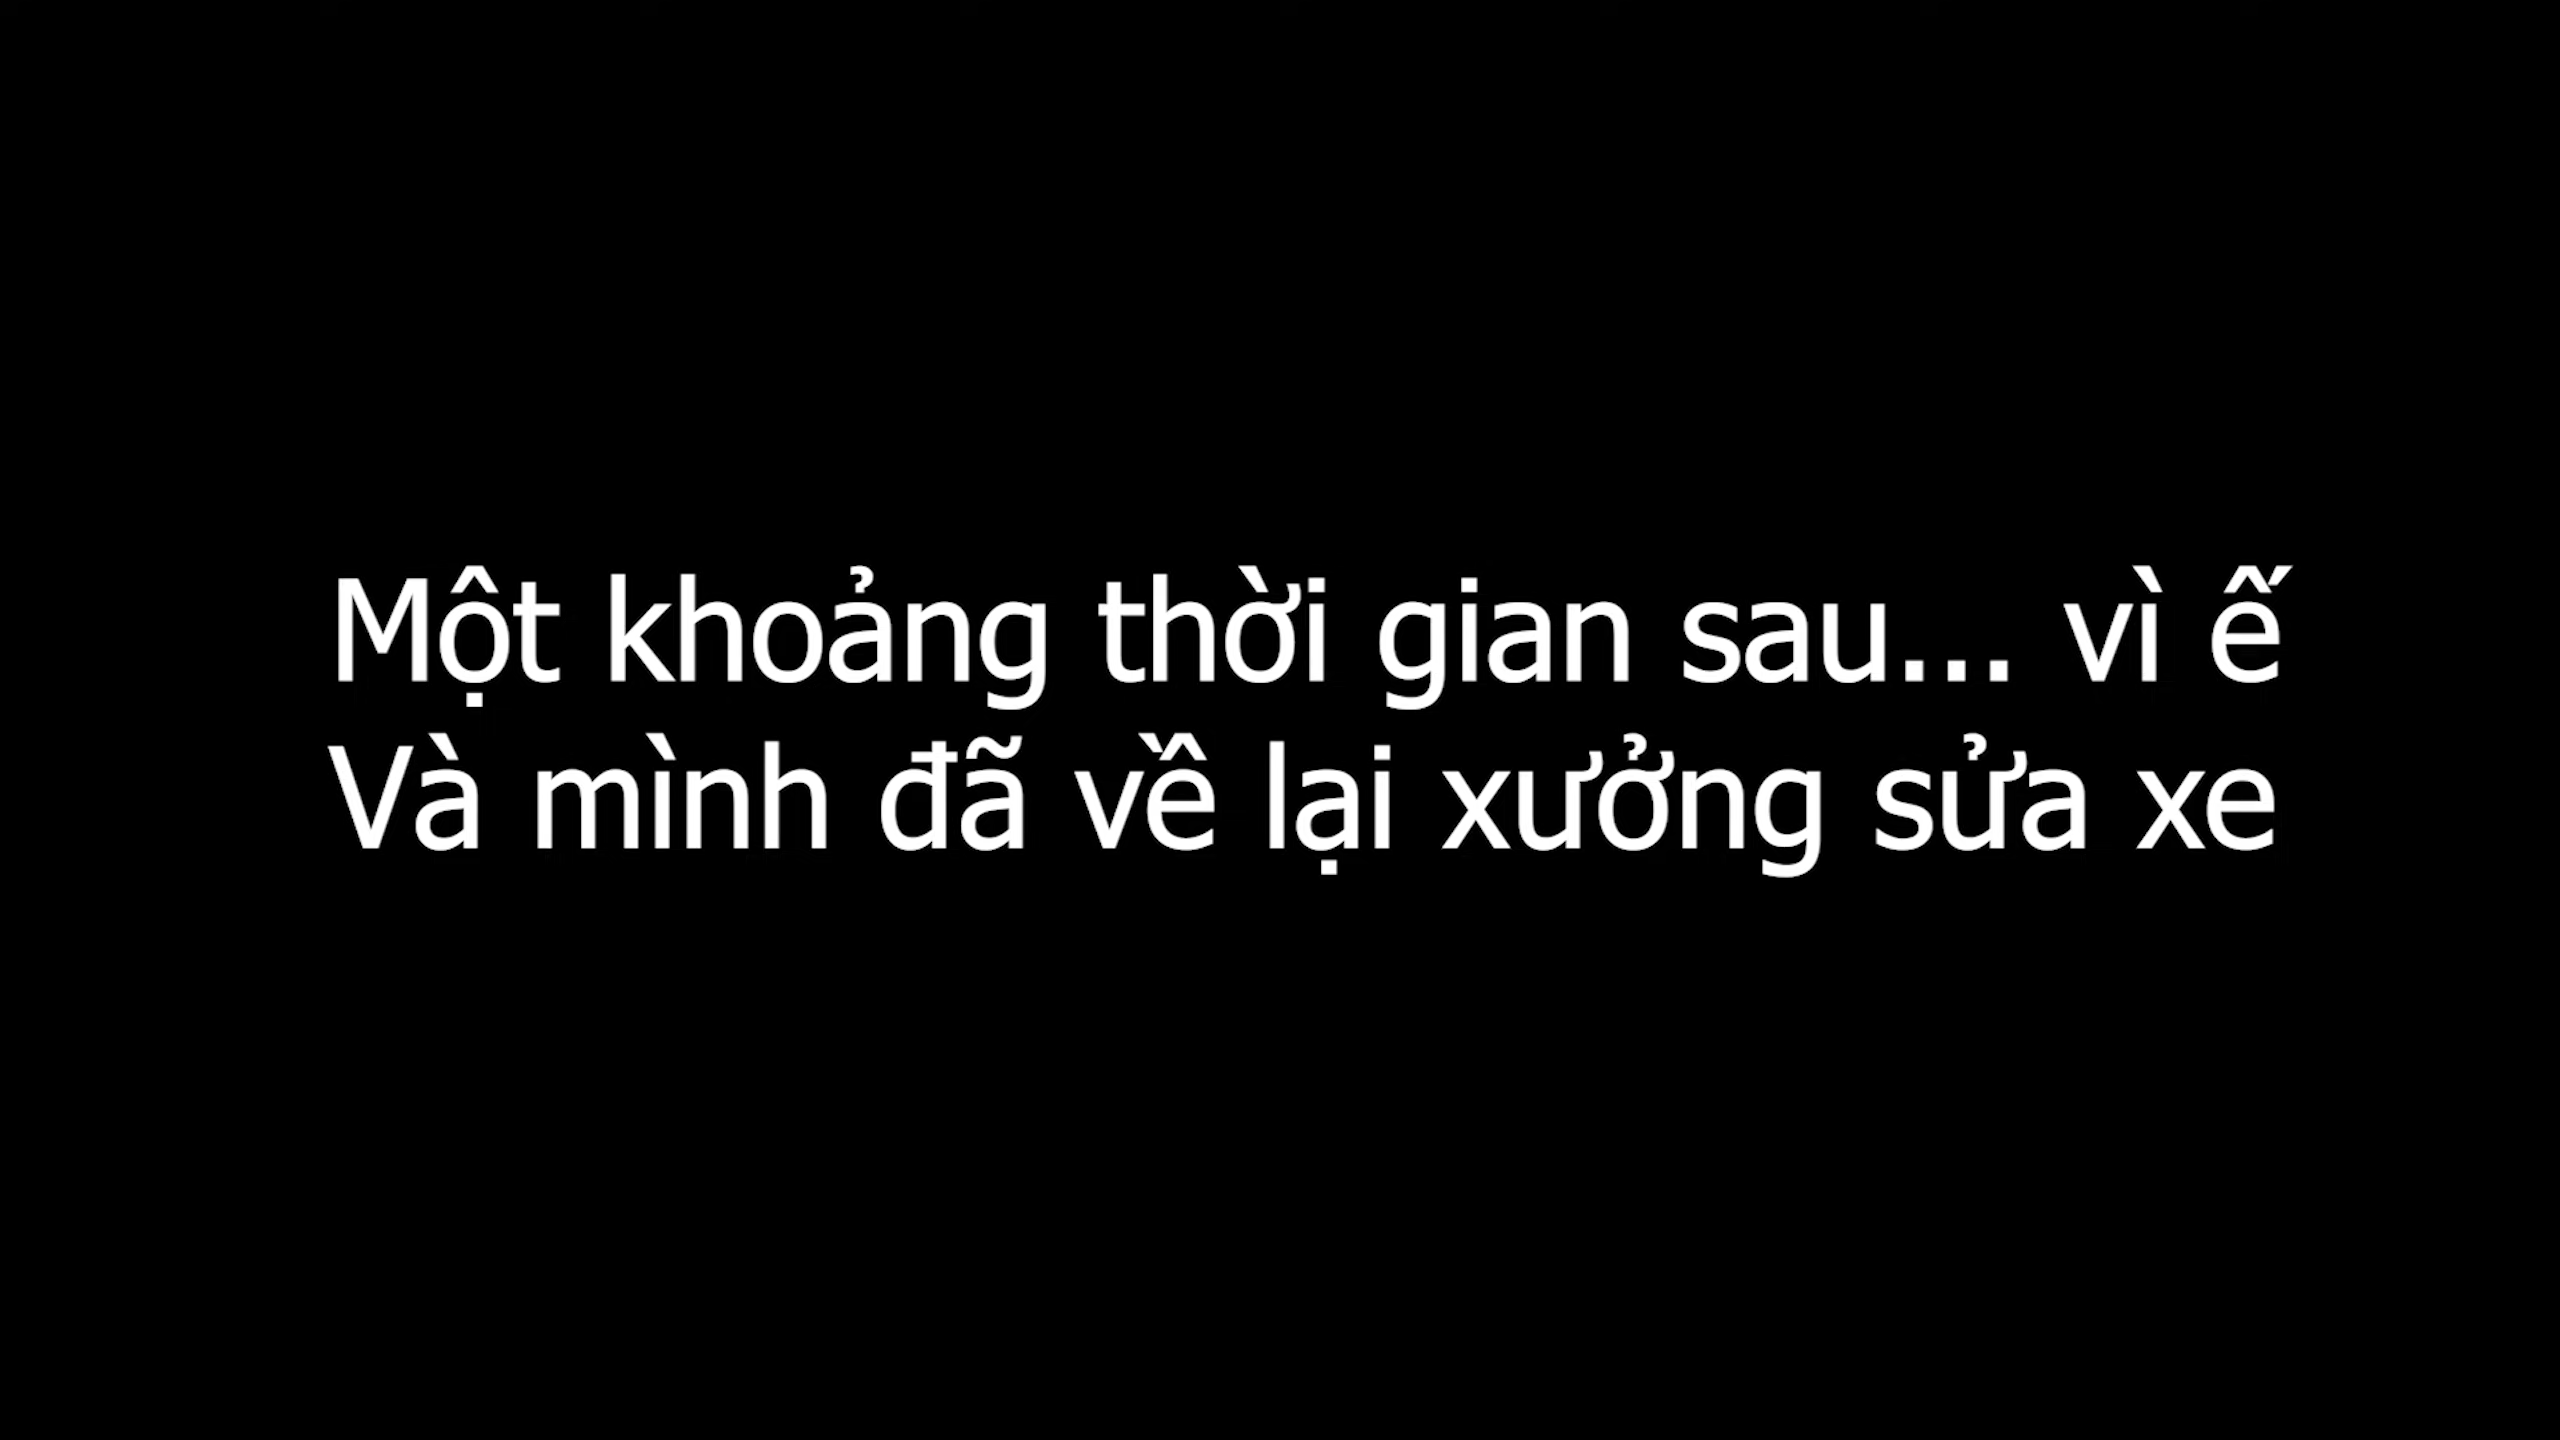 Một khoảng thời gian sau... vì ế
Và mình đã về lại xưởng sửa xe